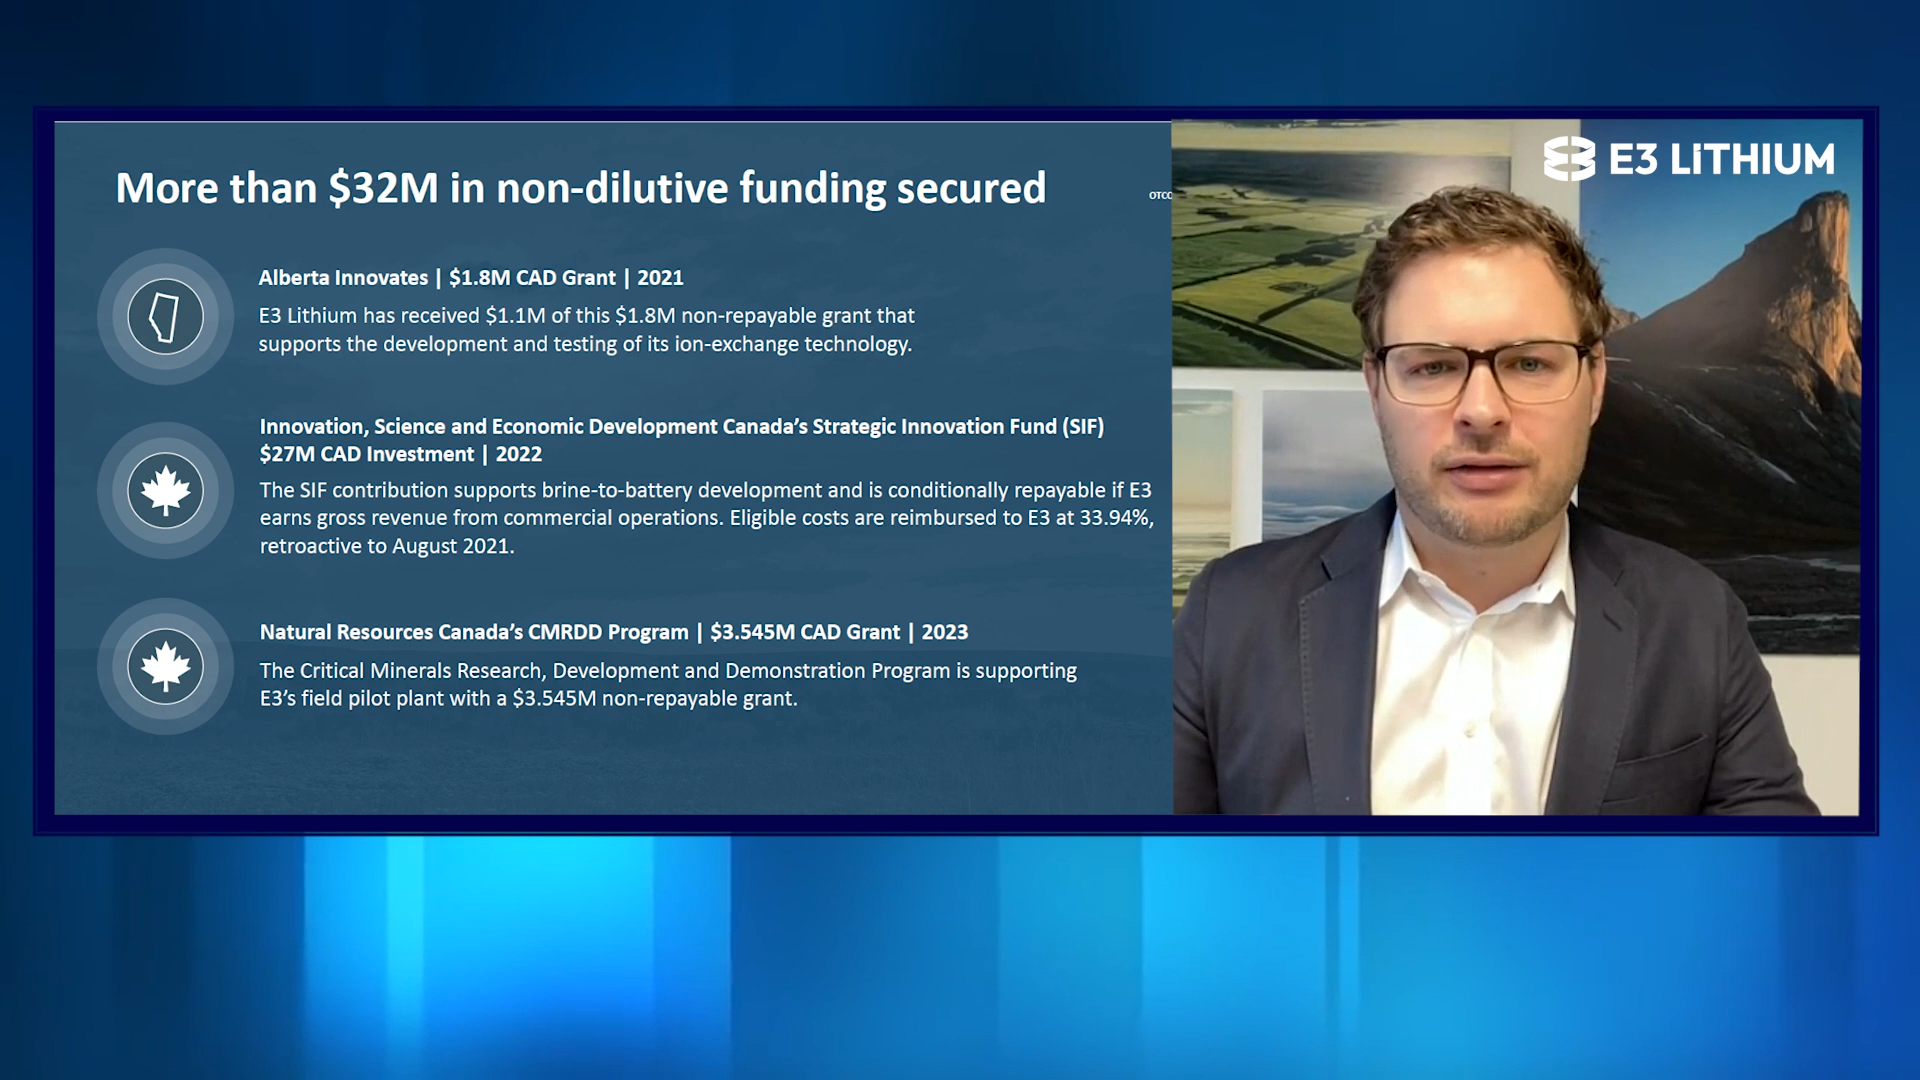 E3 LITHIUM
More than $32M in non-dilutive funding secured
Alberta Innovates | $1.8M CAD Grant | 2021
E3 Lithium has received $1.1M of this $1.8M non-repayable grant that
supports the development and testing of its ion-exchange technology.
Innovation, Science and Economic Development Canada’s Strategic Innovation Fund (SIF)
$27M CAD Investment | 2022
The SIF contribution supports brine-to-battery development and is conditionally repayable if E3
earns gross revenue from commercial operations. Eligible costs are reimbursed to E3 at 33.94%,
retroactive to August 2021.
Natural Resources Canada’s CMRDD Program | $3.545M CAD Grant | 2023
The Critical Minerals Research, Development and Demonstration Program is supporting
E3’s field pilot plant with a $3.545M non-repayable grant.